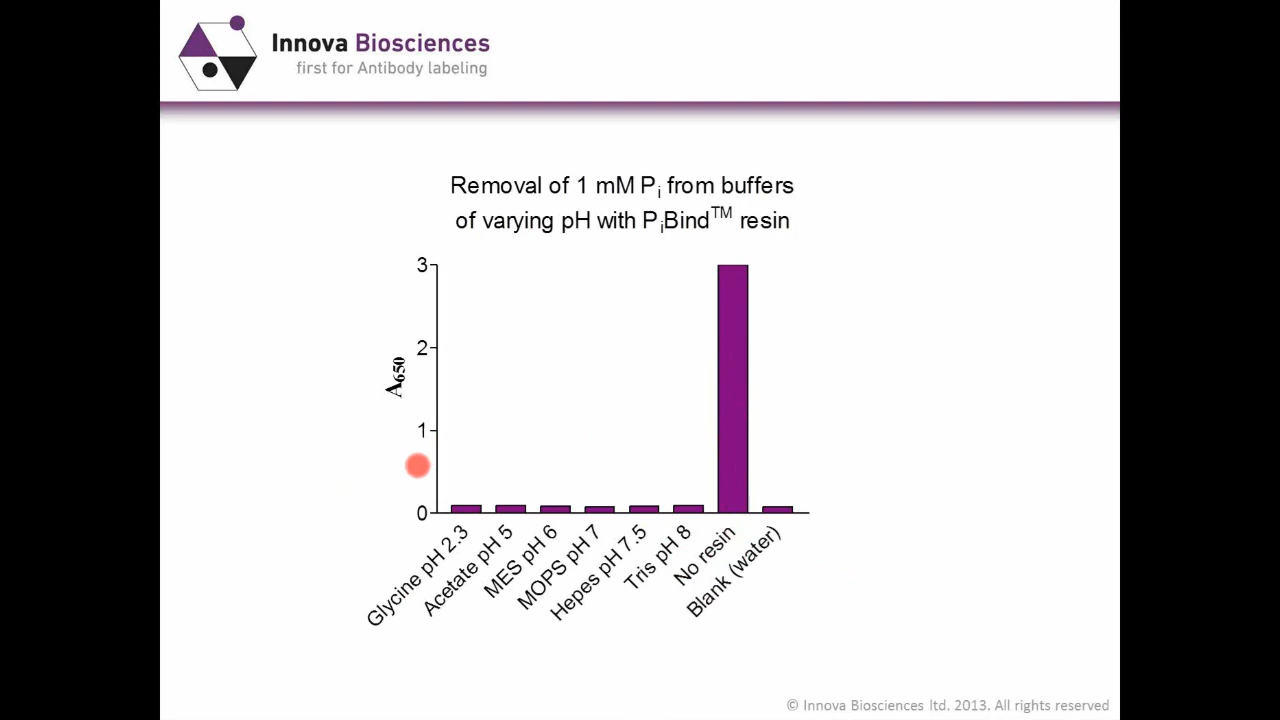 Innova Biosciences
first for Antibody labeling
Removal of 1 mM Pi from buffers
of varying pH with PiBind™ resin
3
2
1
0
A650
Glycine pH 2.3
Acetate pH 5
MES pH 6
MOPS pH 7
Hepes pH 7.5
Tris pH 8
No resin
Blank (water)
© Innova Biosciences ltd. 2013. All rights reserved